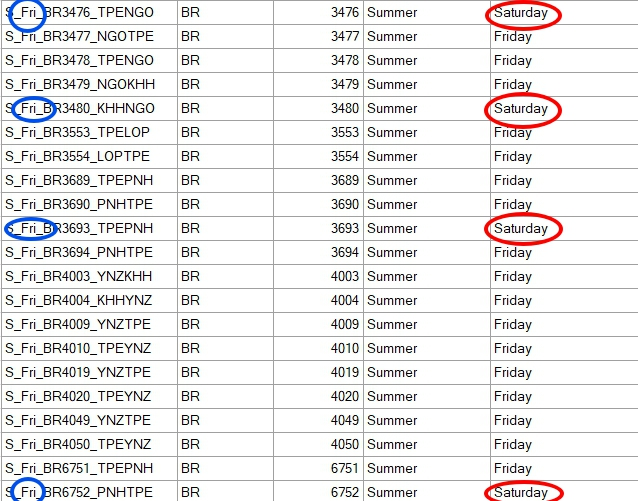 S_Fri_BR3476_TPENGO BR 3476 Summer Saturday
S_Fri_BR3477_NGOTPE BR 3477 Summer Friday
S_Fri_BR3478_TPENGO BR 3478 Summer Friday
S_Fri_BR3479_NGOKHH BR 3479 Summer Friday
S_Fri_BR3480_KHHNGO BR 3480 Summer Saturday
S_Fri_BR3553_TPELOP BR 3553 Summer Friday
S_Fri_BR3554_LOPTPE BR 3554 Summer Friday
S_Fri_BR3689_TPEPNH BR 3689 Summer Friday
S_Fri_BR3690_PNHTPE BR 3690 Summer Friday
S_Fri_BR3693_TPEPNH BR 3693 Summer Saturday
S_Fri_BR3694_PNHTPE BR 3694 Summer Friday
S_Fri_BR4003_YNZKHH BR 4003 Summer Friday
S_Fri_BR4004_KHHYNZ BR 4004 Summer Friday
S_Fri_BR4009_YNZTPE BR 4009 Summer Friday
S_Fri_BR4010_TPEYNZ BR 4010 Summer Friday
S_Fri_BR4019_YNZTPE BR 4019 Summer Friday
S_Fri_BR4020_TPEYNZ BR 4020 Summer Friday
S_Fri_BR4049_YNZTPE BR 4049 Summer Friday
S_Fri_BR4050_TPEYNZ BR 4050 Summer Friday
S_Fri_BR6751_TPEPNH BR 6751 Summer Friday
S_Fri_BR6752_PNHTPE BR 6752 Summer Saturday